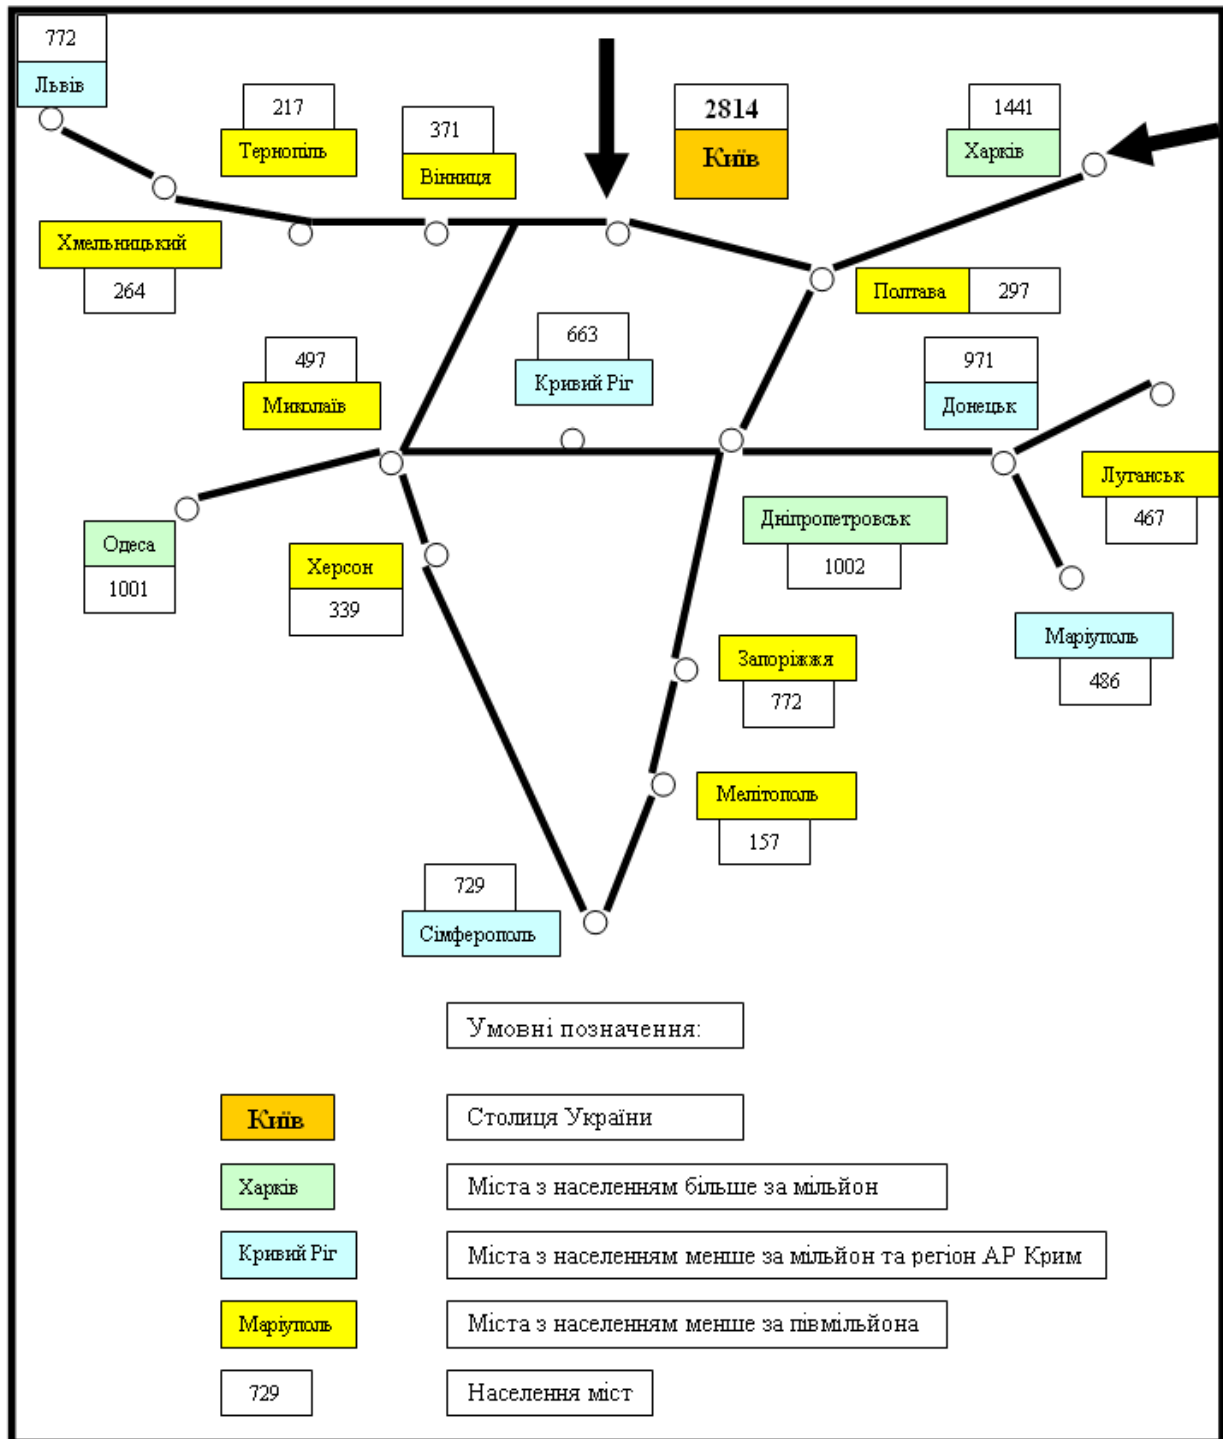 772
Львів
217
Тернопіль
371
Вінниця
2814
Київ
1441
Харків
Хмельницький
264
Полтава
297
497
Миколаїв
663
Кривий Ріг
971
Донецьк
Луганськ
467
Одеса
1001
Херсон
339
Дніпропетровськ
1002
Маріуполь
486
Запоріжжя
772
Мелітополь
157
729
Сімферополь
Умовні позначення:
Київ
Столиця України
Харків
Міста з населенням більше за мільйон
Кривий Ріг
Міста з населенням менше за мільйон та регіон АР Крим
Маріуполь
Міста з населенням менше за півмільйона
729
Населення міст